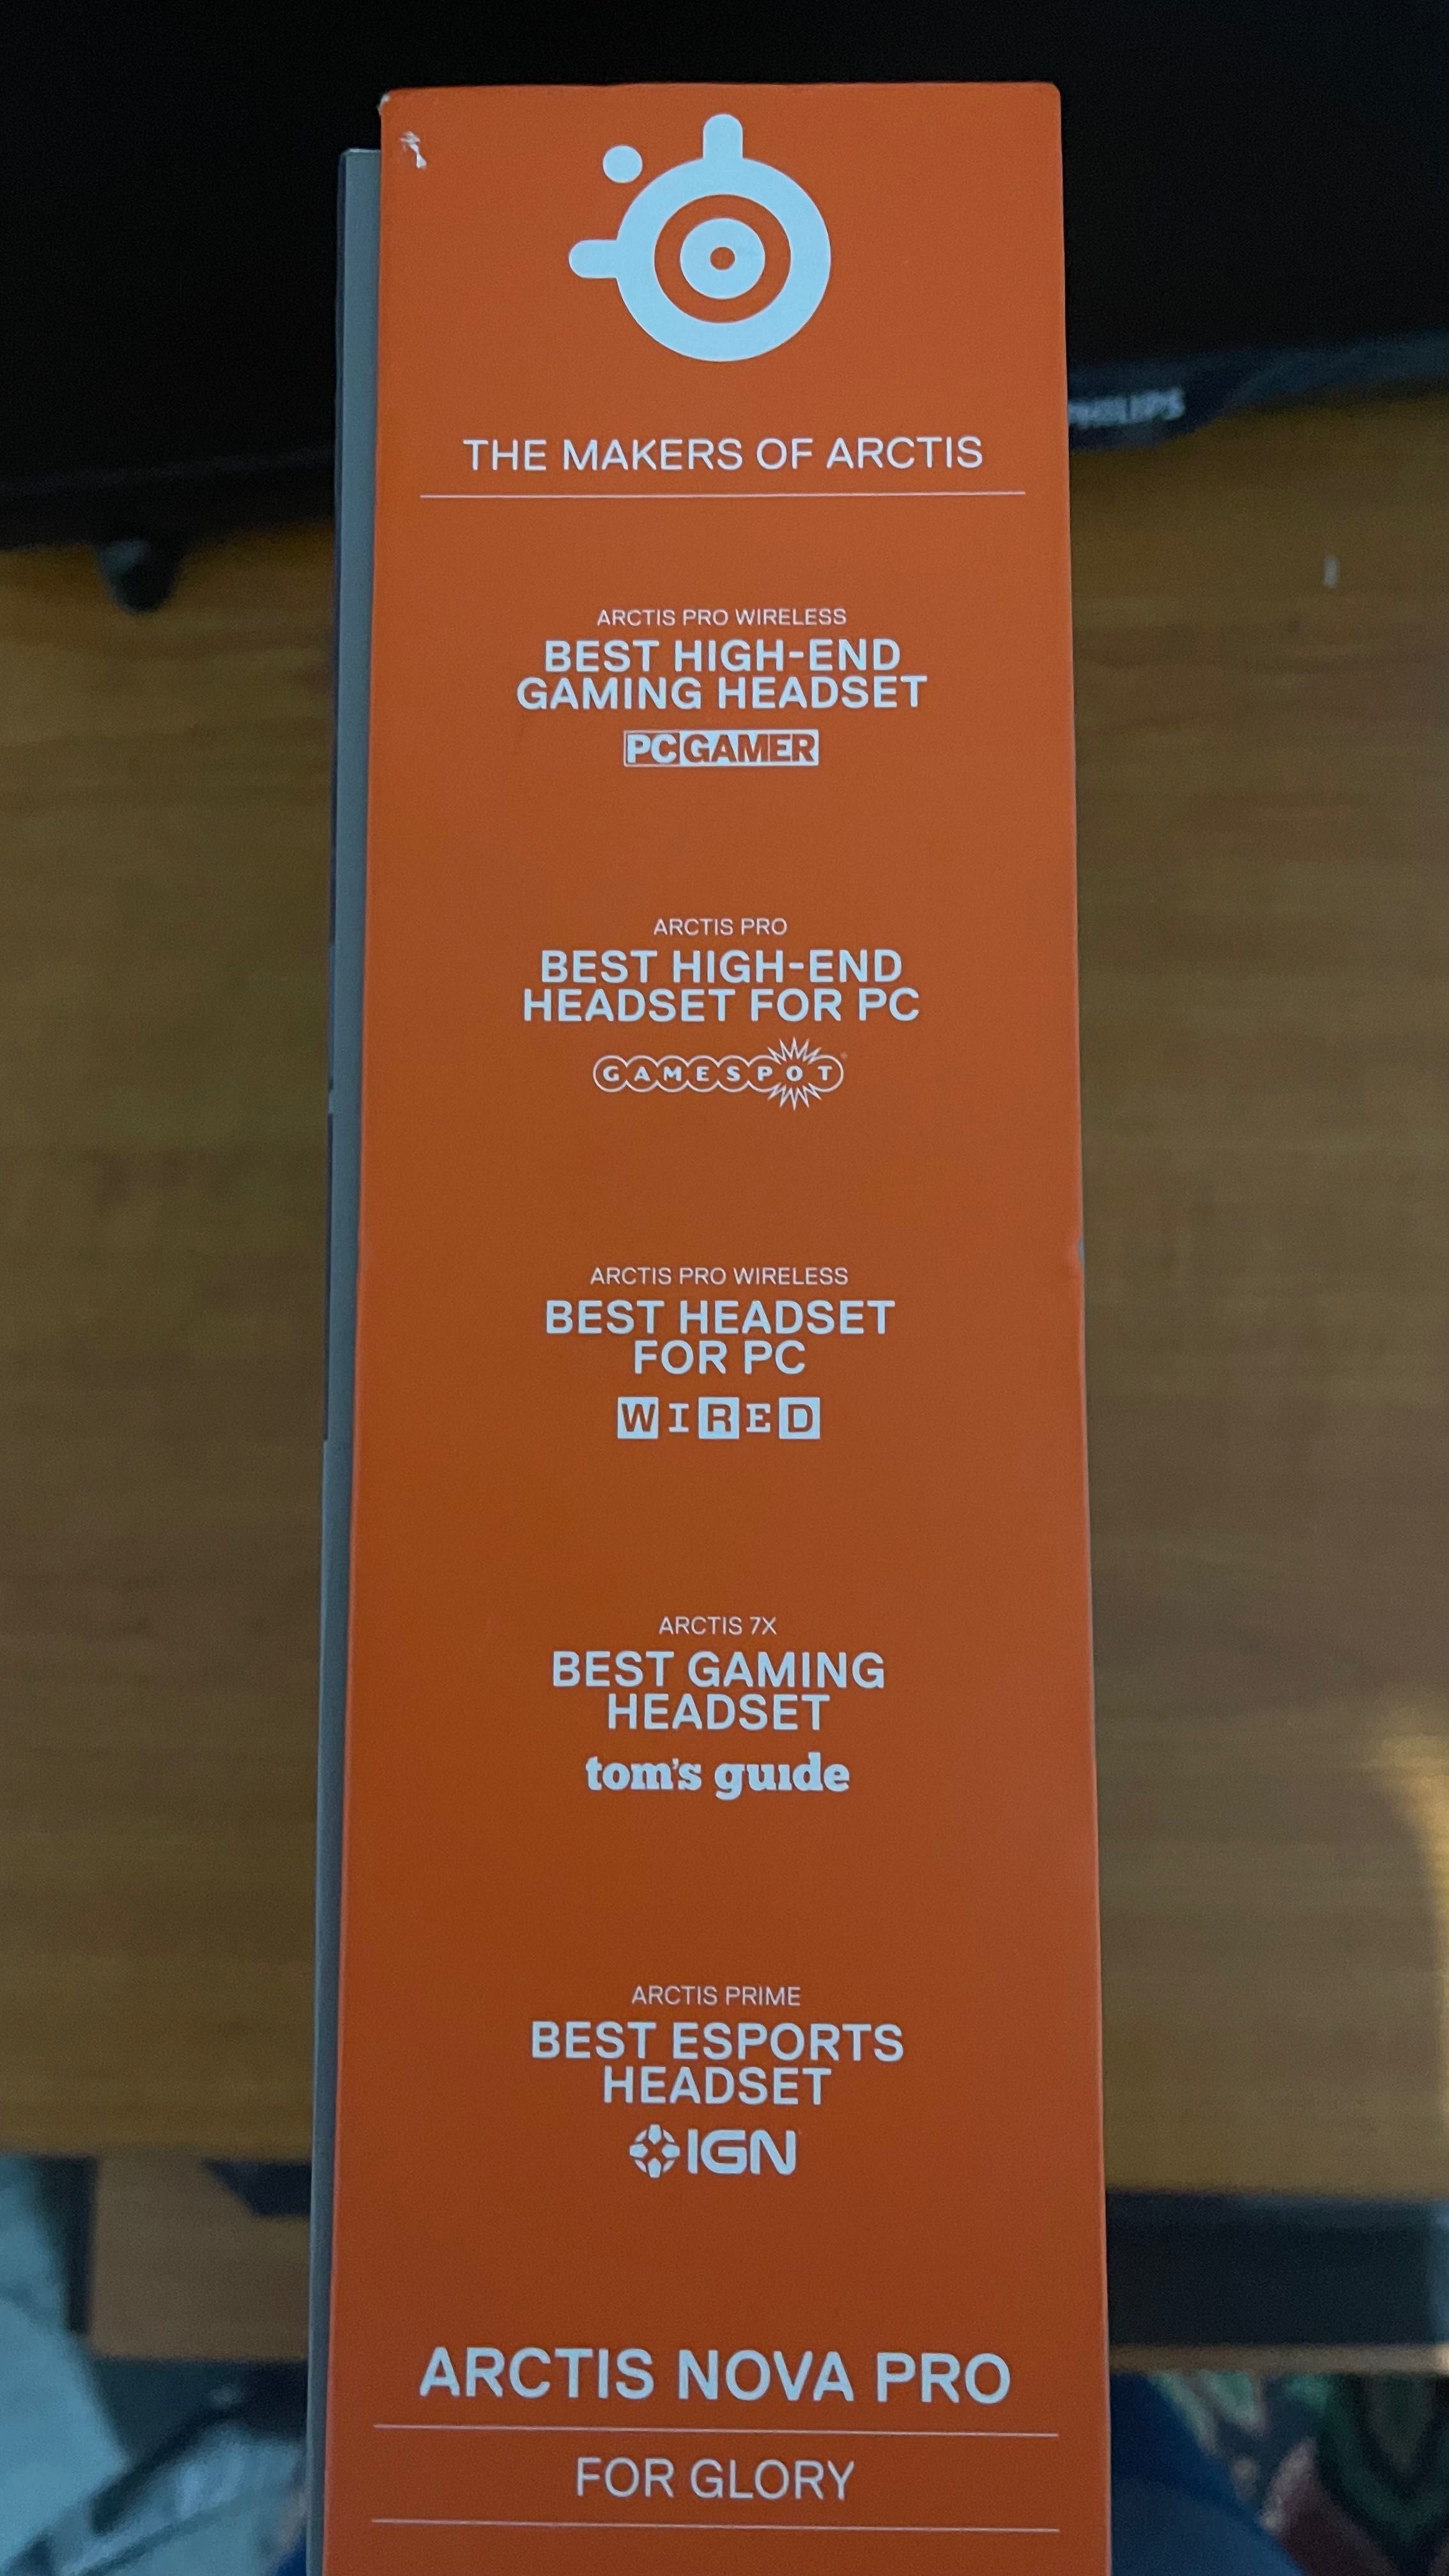 THE MAKERS OF ARCTIS
PHILIPS
ARCTIS PRO WIRELESS
BEST HIGH-END
GAMING HEADSET
PC GAMER
ARCTIS PRO
BEST HIGH-END
HEADSET FOR PC
GAMESPOT
ARCTIS PRO WIRELESS
BEST HEADSET
FOR PC
WIRED
ARCTIS 7X
BEST GAMING
HEADSET
tom's guide
ARCTIS PRIME
BEST ESPORTS
HEADSET
IGN
ARCTIS NOVA PRO
FOR GLORY